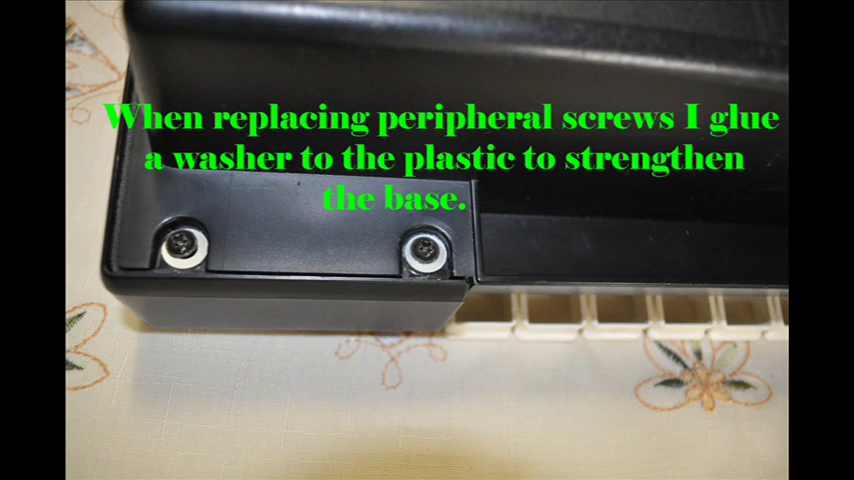 When replacing peripheral screws I glue
a washer to the plastic to strengthen
the base.